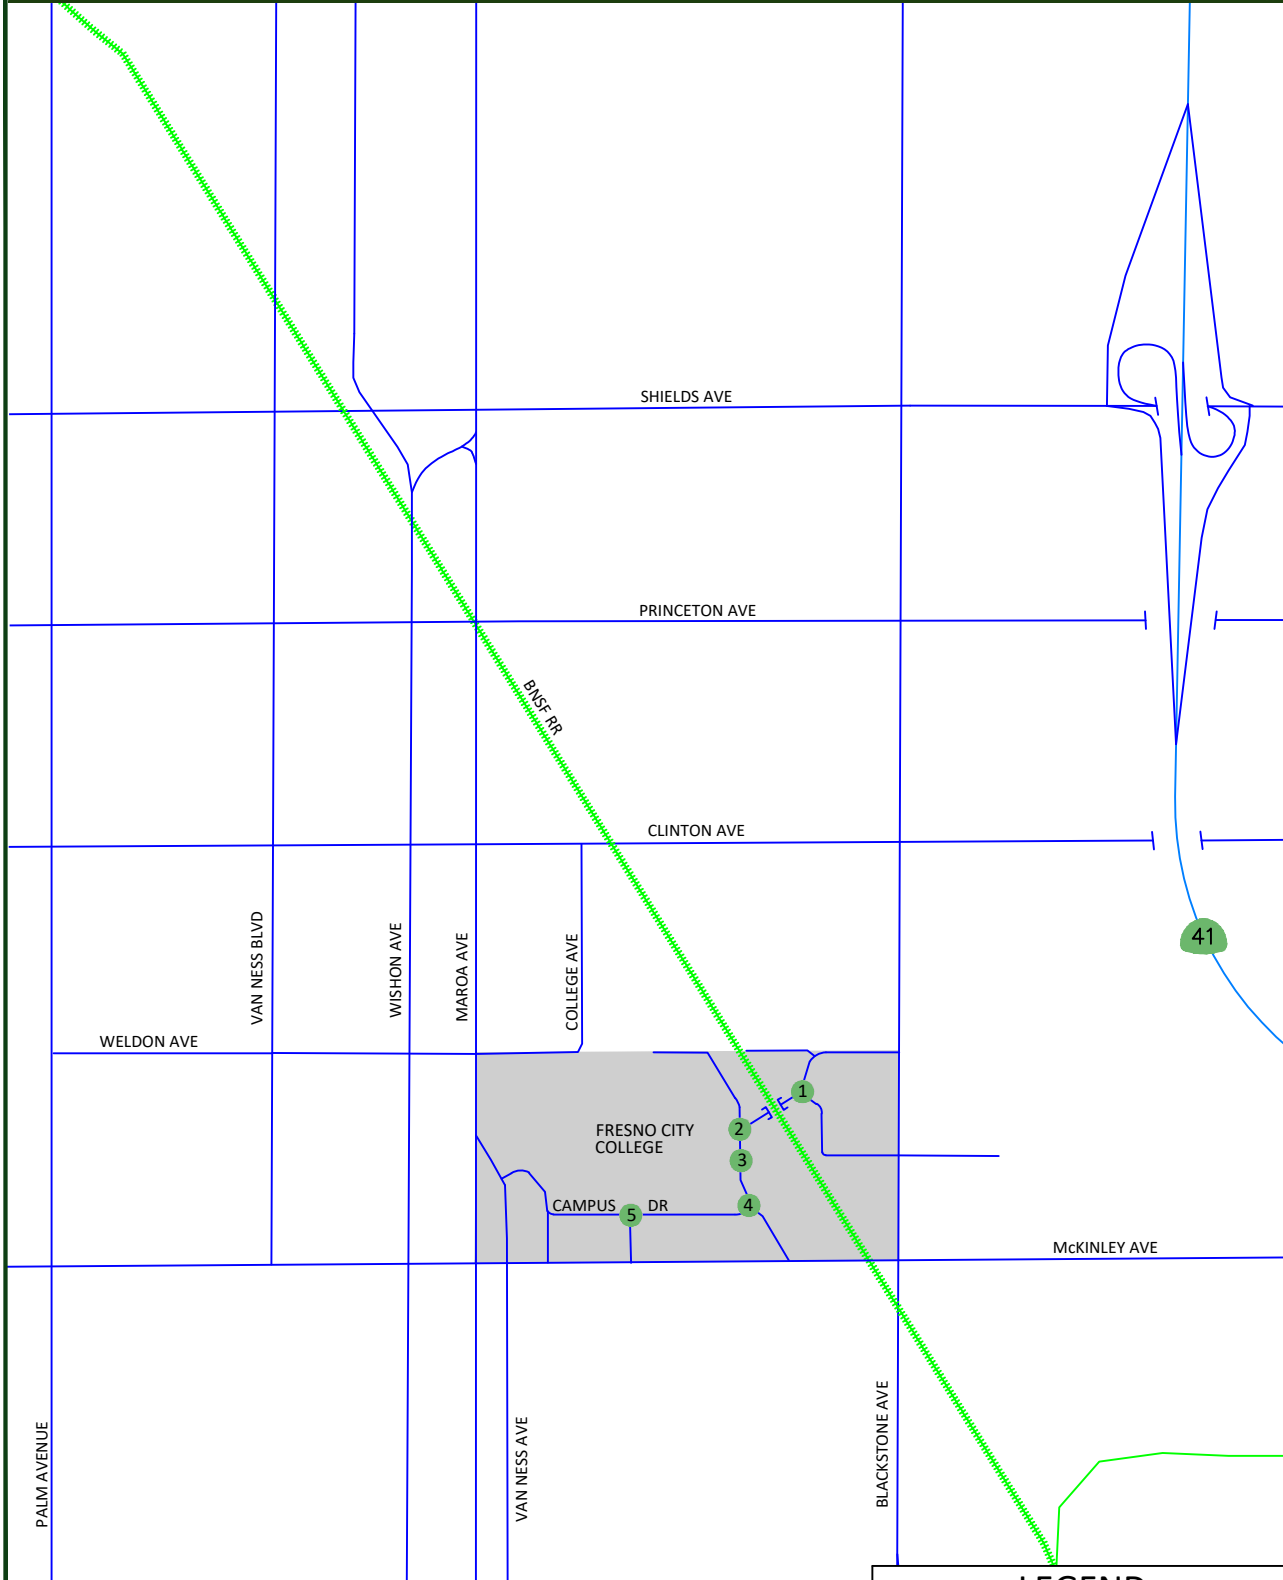 SHIELDS AVE
PRINCETON AVE
BNSF RR
CLINTON AVE
VAN NESS BLVD
WISHON AVE
MAROA AVE
COLLEGE AVE
41
WELDON AVE
1
FRESNO CITY
COLLEGE
2
3
CAMPUS DR
4
5
McKINLEY AVE
PALM AVENUE
VAN NESS AVE
BLACKSTONE AVE
LEGEND